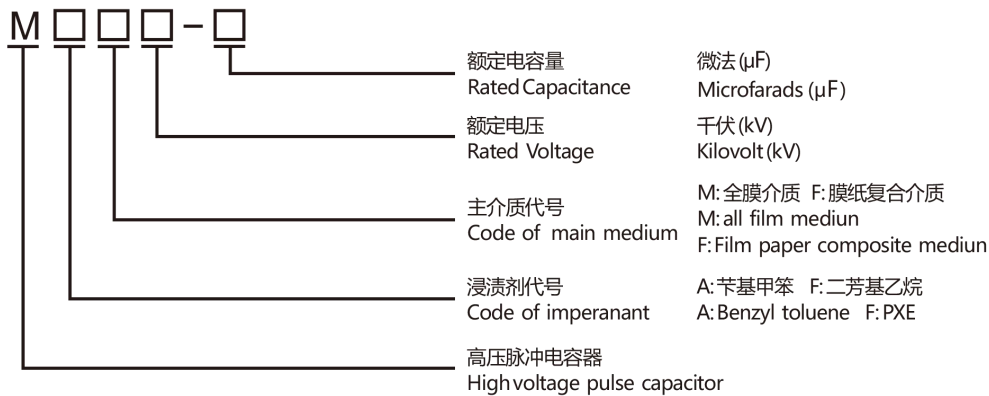 M□□□-□
额定电容量 微法(μF)
Rated Capacitance Microfarads (μF)
额定电压 千伏(kV)
Rated Voltage Kilovolt(kV)
主介质代号 M:全膜介质 F:膜纸复合介质
Code of main medium M:all film mediun
F:Film paper composite mediun
浸渍剂代号 A:苄基甲苯 F:二芳基乙烷
Code of imperanant A:Benzyl toluene F:PXE
高压脉冲电容器
High voltage pulse capacitor